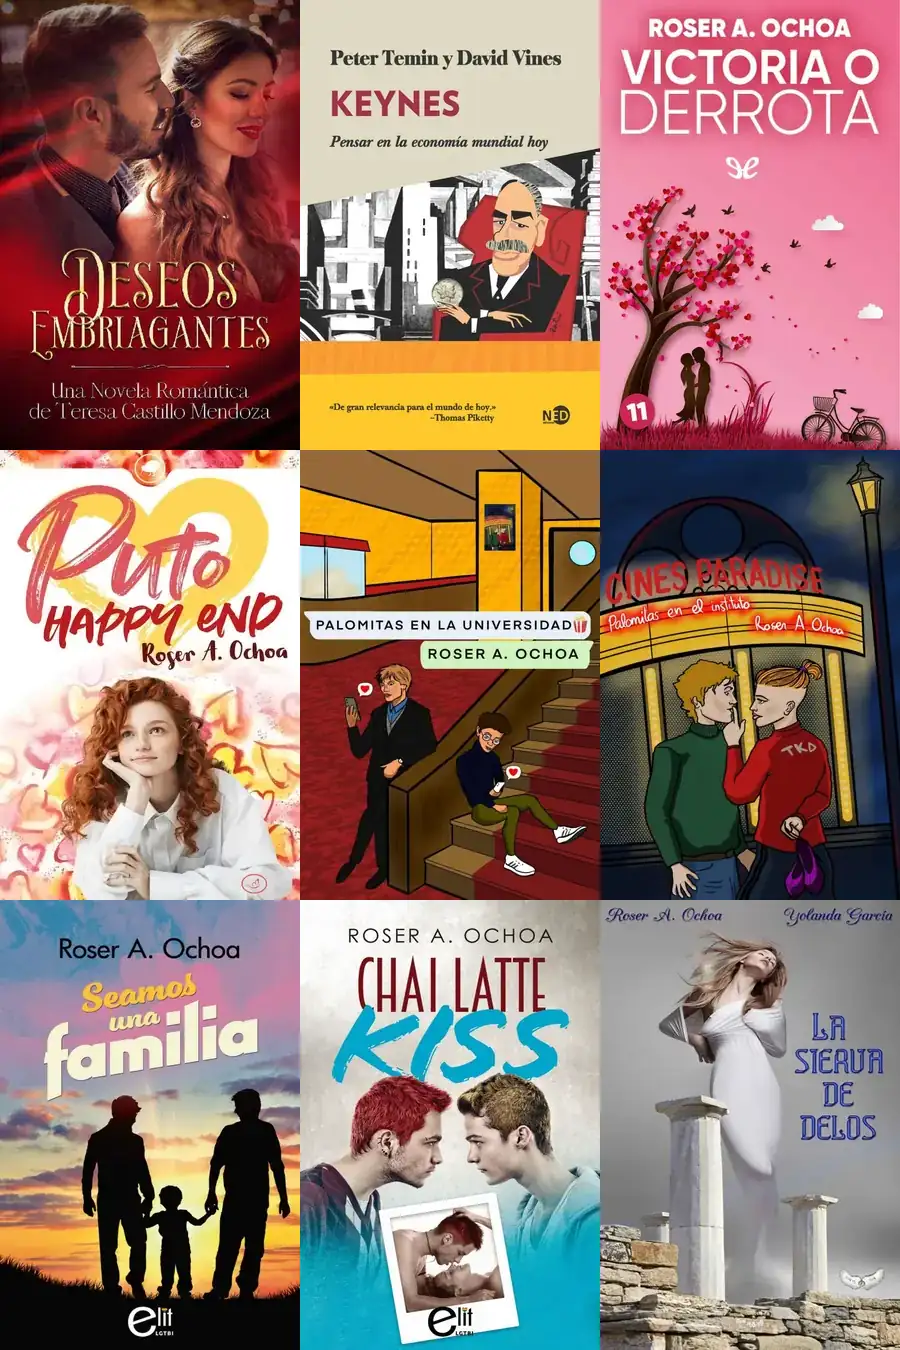 DESEOS
EMBRIAGANTES
Una Novela Romántica
de Teresa Castillo Mendoza
Peter Temin y David Vines
KEYNES
Pensar en la economía mundial hoy
«De gran relevancia para el mundo de hoy.»
–Thomas Piketty
NED
ROSER A. OCHOA
VICTORIA O
DERROTA
11
Puto
HAPPY END
Roser A. Ochoa
PALOMITAS EN LA UNIVERSIDAD
ROSER A. OCHOA
CINES PARADISE
Palomitas en el instituto
Roser A. Ochoa
TKD
Roser A. Ochoa
Seamos
una
familia
elit
LGTBI
ROSER A. OCHOA
CHAI LATTE
KISS
elit
LGTBI
Roser A. Ochoa
Yolanda García
LA
SIERVA
DE
DELOS